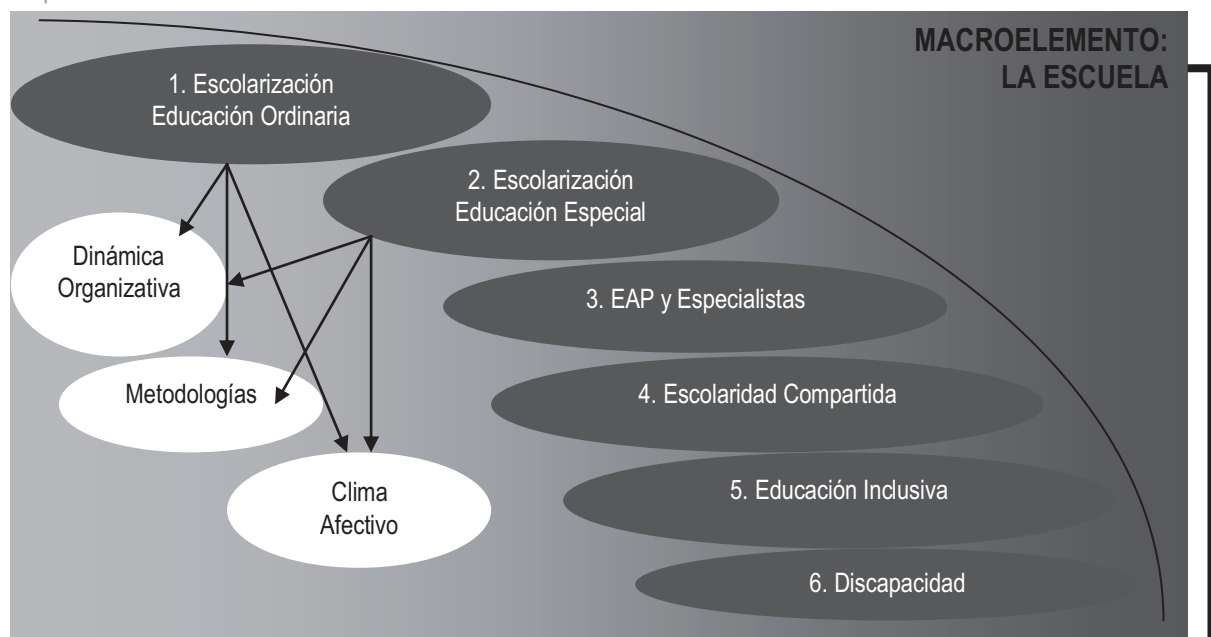 MACROELEMENTO:
LA ESCUELA
1. Escolarización
Educación Ordinaria
2. Escolarización
Educación Especial
Dinámica
Organizativa
3. EAP y Especialistas
Metodologías
4. Escolaridad Compartida
Clima
Afectivo
5. Educación Inclusiva
6. Discapacidad